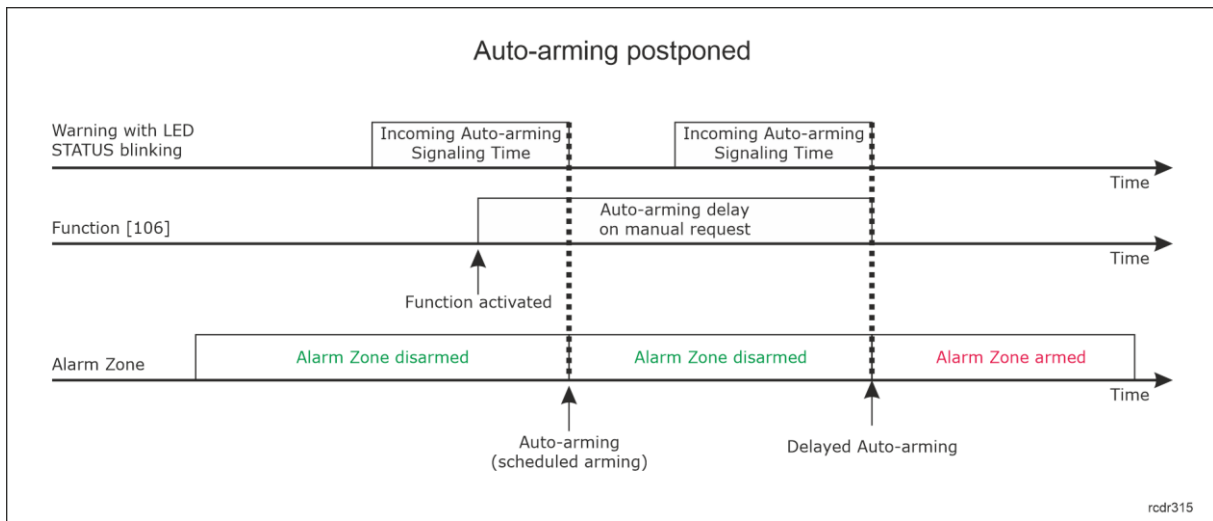 Auto-arming postponed
Warning with LED
STATUS blinking
Incoming Auto-arming
Signaling Time
Incoming Auto-arming
Signaling Time
Time
Function [106]
Auto-arming delay
on manual request
Time
Function activated
Alarm Zone
Alarm Zone disarmed
Alarm Zone disarmed
Alarm Zone armed
Time
Auto-arming
(scheduled arming)
Delayed Auto-arming
rcdr315